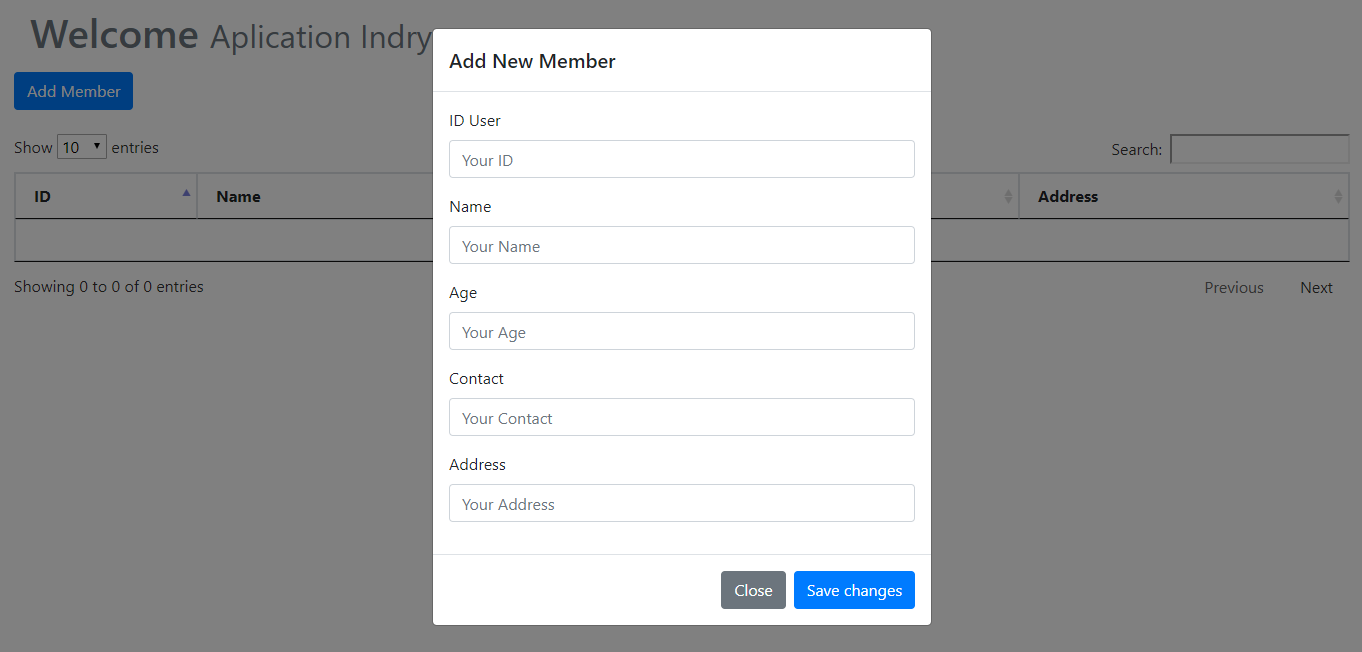 Welcome Aplication Indry
Add Member
Show 10 entries
Search:
ID Name Address
Showing 0 to 0 of 0 entries
Previous Next
Add New Member
ID User
Your ID
Name
Your Name
Age
Your Age
Contact
Your Contact
Address
Your Address
Close Save changes